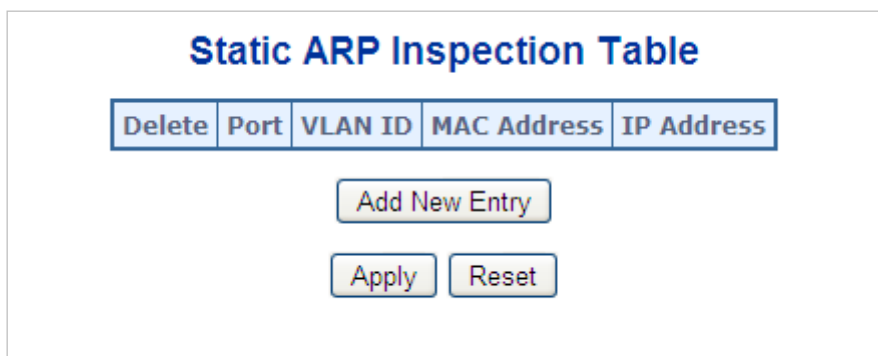 Static ARP Inspection Table
Delete Port VLAN ID MAC Address IP Address
Add New Entry
Apply Reset